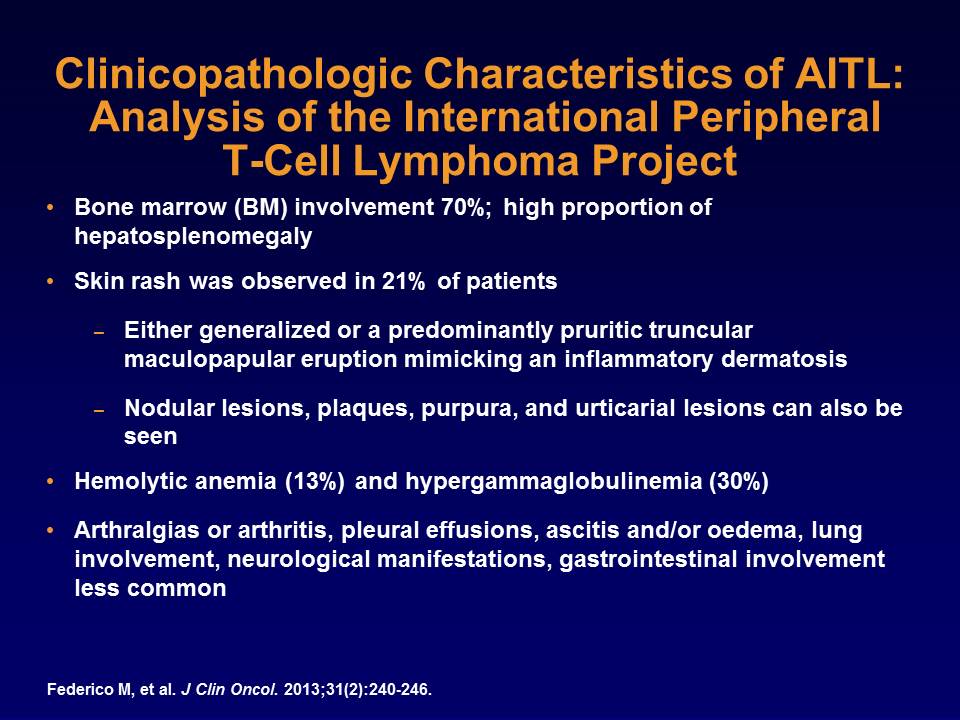 Clinicopathologic Characteristics of AITL:
Analysis of the International Peripheral
T-Cell Lymphoma Project
• Bone marrow (BM) involvement 70%; high proportion of
hepatosplenomegaly
• Skin rash was observed in 21% of patients
– Either generalized or a predominantly pruritic truncular
maculopapular eruption mimicking an inflammatory dermatosis
– Nodular lesions, plaques, purpura, and urticarial lesions can also be
seen
• Hemolytic anemia (13%) and hypergammaglobulinemia (30%)
• Arthralgias or arthritis, pleural effusions, ascitis and/or oedema, lung
involvement, neurological manifestations, gastrointestinal involvement
less common
Federico M, et al. J Clin Oncol. 2013;31(2):240-246.